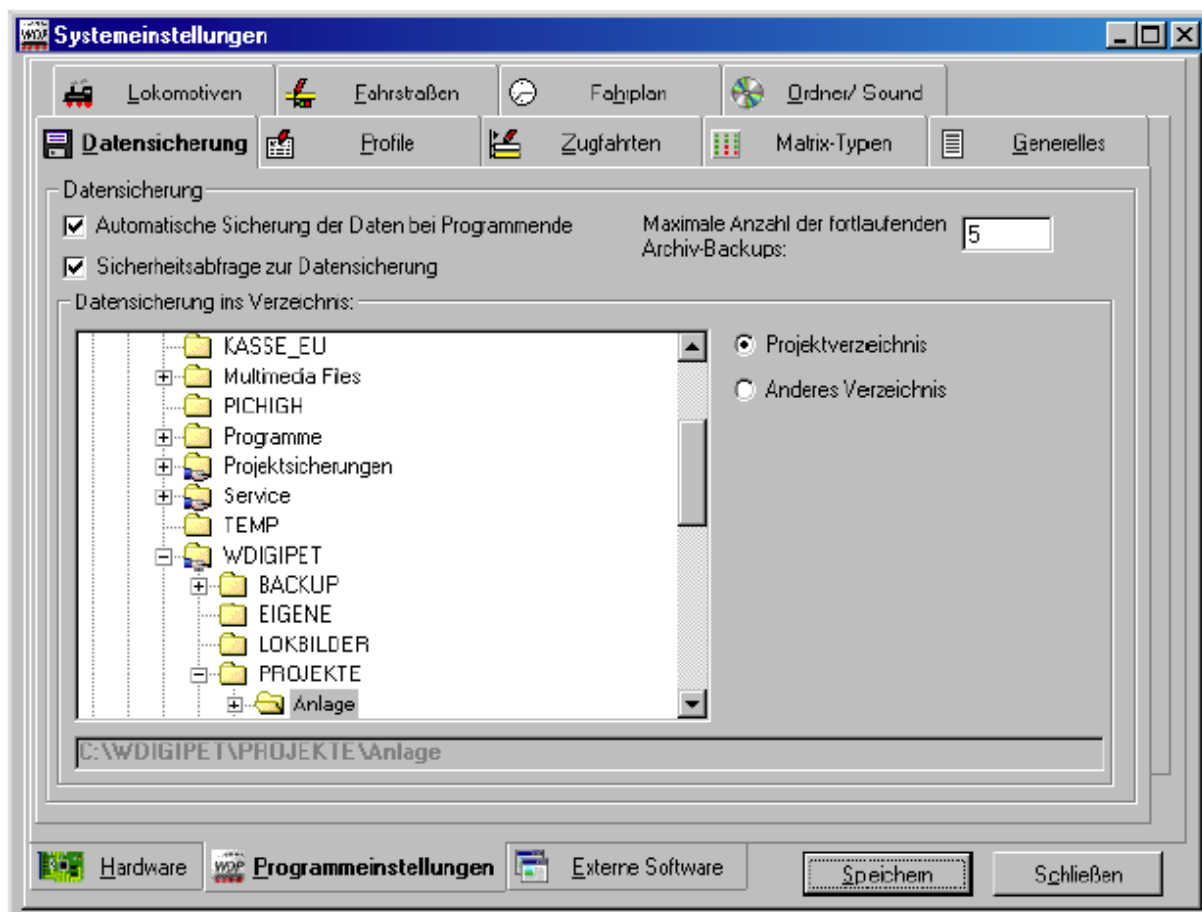 WDP Systemeinstellungen
Lokomotiven Fahrstraßen Fahrplan Ordner/ Sound
Datensicherung Profile Zugfahrten Matrix-Typen Generelles
Datensicherung
Automatische Sicherung der Daten bei Programmende
Maximale Anzahl der fortlaufenden
Archiv-Backups:
5
Sicherheitsabfrage zur Datensicherung
Datensicherung ins Verzeichnis:
KASSE_EU
Multimedia Files
PICHIGH
Programme
Projektsicherungen
Service
TEMP
WDIGIPET
BACKUP
EIGENE
LOKBILDER
PROJEKTE
Anlage
Projektverzeichnis
Anderes Verzeichnis
C:\WDIGIPET\PROJEKTE\Anlage
Hardware WDP Programmeinstellungen Externe Software
Speichern Schließen